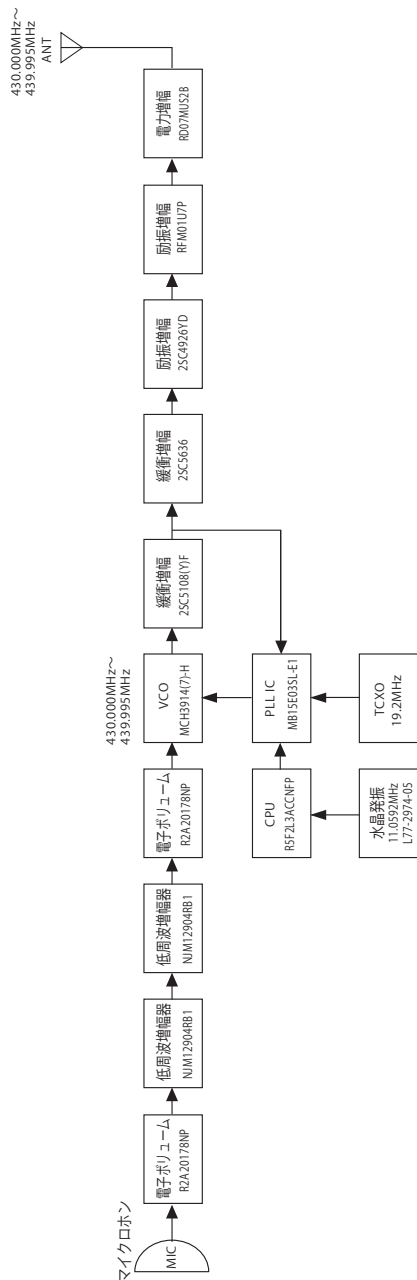 マイクロホン
MIC
電子ボリューム
R2A20178NP
低周波増幅器
NJM12904RB1
低周波増幅器
NJM12904RB1
電子ボリューム
R2A20178NP
430.000MHz～
439.995MHz
VCO
MCH3914(7)-H
緩衝増幅
2SC5108(Y)F
緩衝増幅
2SC5636
励振増幅
2SC4926YD
励振増幅
RFM01U7P
電力増幅
RD07MUS2B
430.000MHz～
439.995MHz
ANT
CPU
R5F2L3ACCNFP
PLL IC
MB15E03SL-E1
水晶発振
11.0592MHz
L77-2974-05
TCXO
19.2MHz